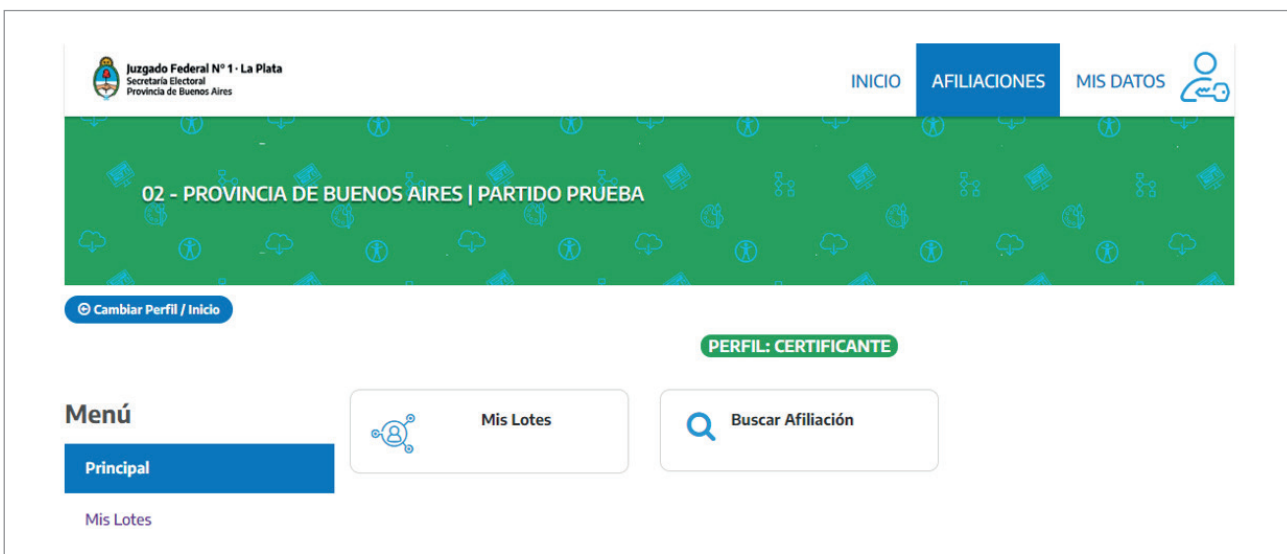 Juzgado Federal N° 1 · La Plata
Secretaría Electoral
Provincia de Buenos Aires
INICIO AFILIACIONES MIS DATOS
02 - PROVINCIA DE BUENOS AIRES | PARTIDO PRUEBA
Cambiar Perfil / Inicio
PERFIL: CERTIFICANTE
Menú
Mis Lotes
Buscar Afiliación
Principal
Mis Lotes